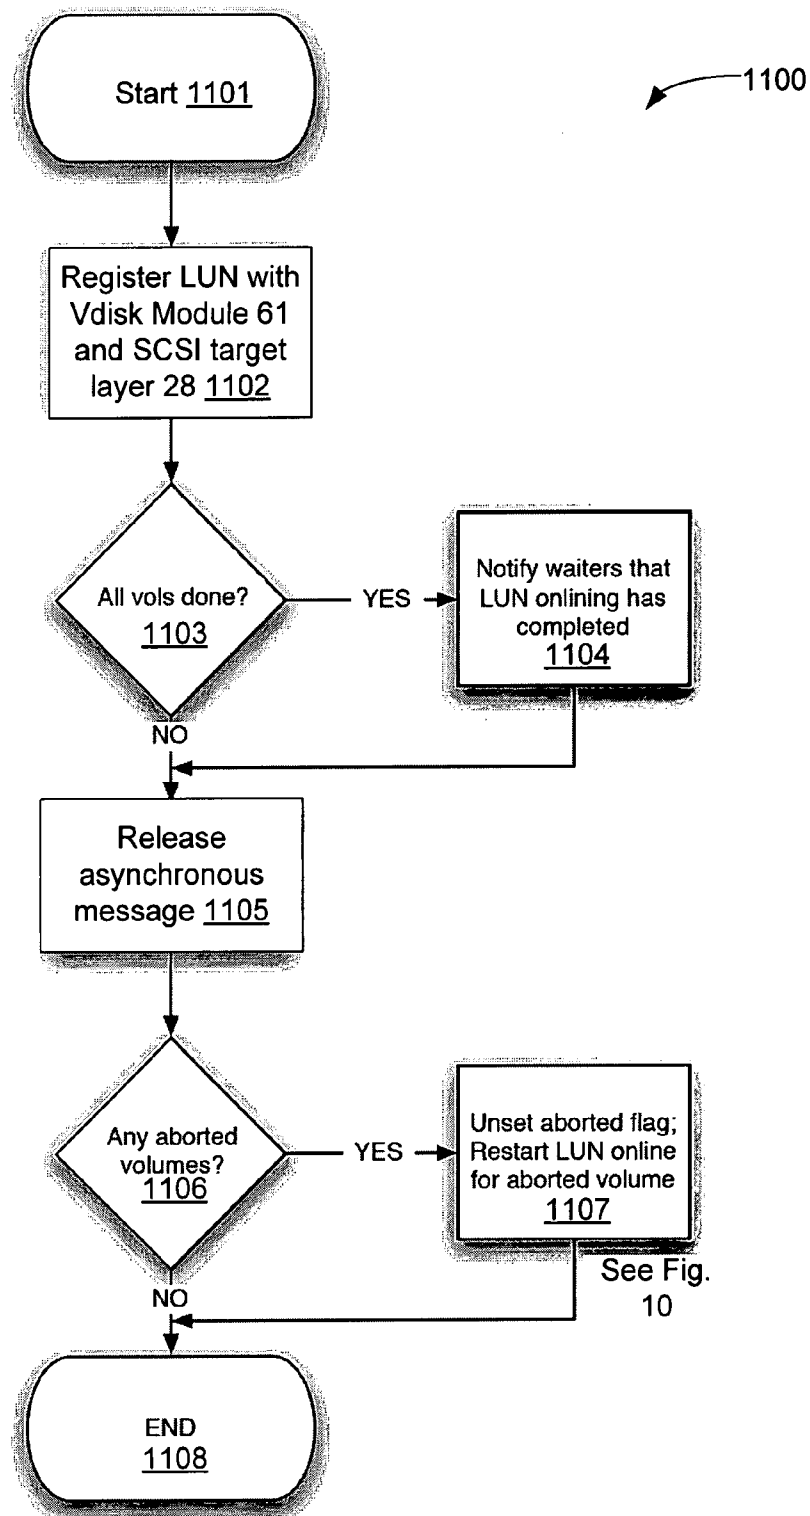 Start 1101
1100
Register LUN with
Vdisk Module 61
and SCSI target
layer 28 1102
All vols done?
1103
YES
Notify waiters that
LUN onlining has
completed
1104
NO
Release
asynchronous
message 1105
Any aborted
volumes?
1106
YES
Unset aborted flag;
Restart LUN online
for aborted volume
1107
See Fig.
10
NO
END
1108